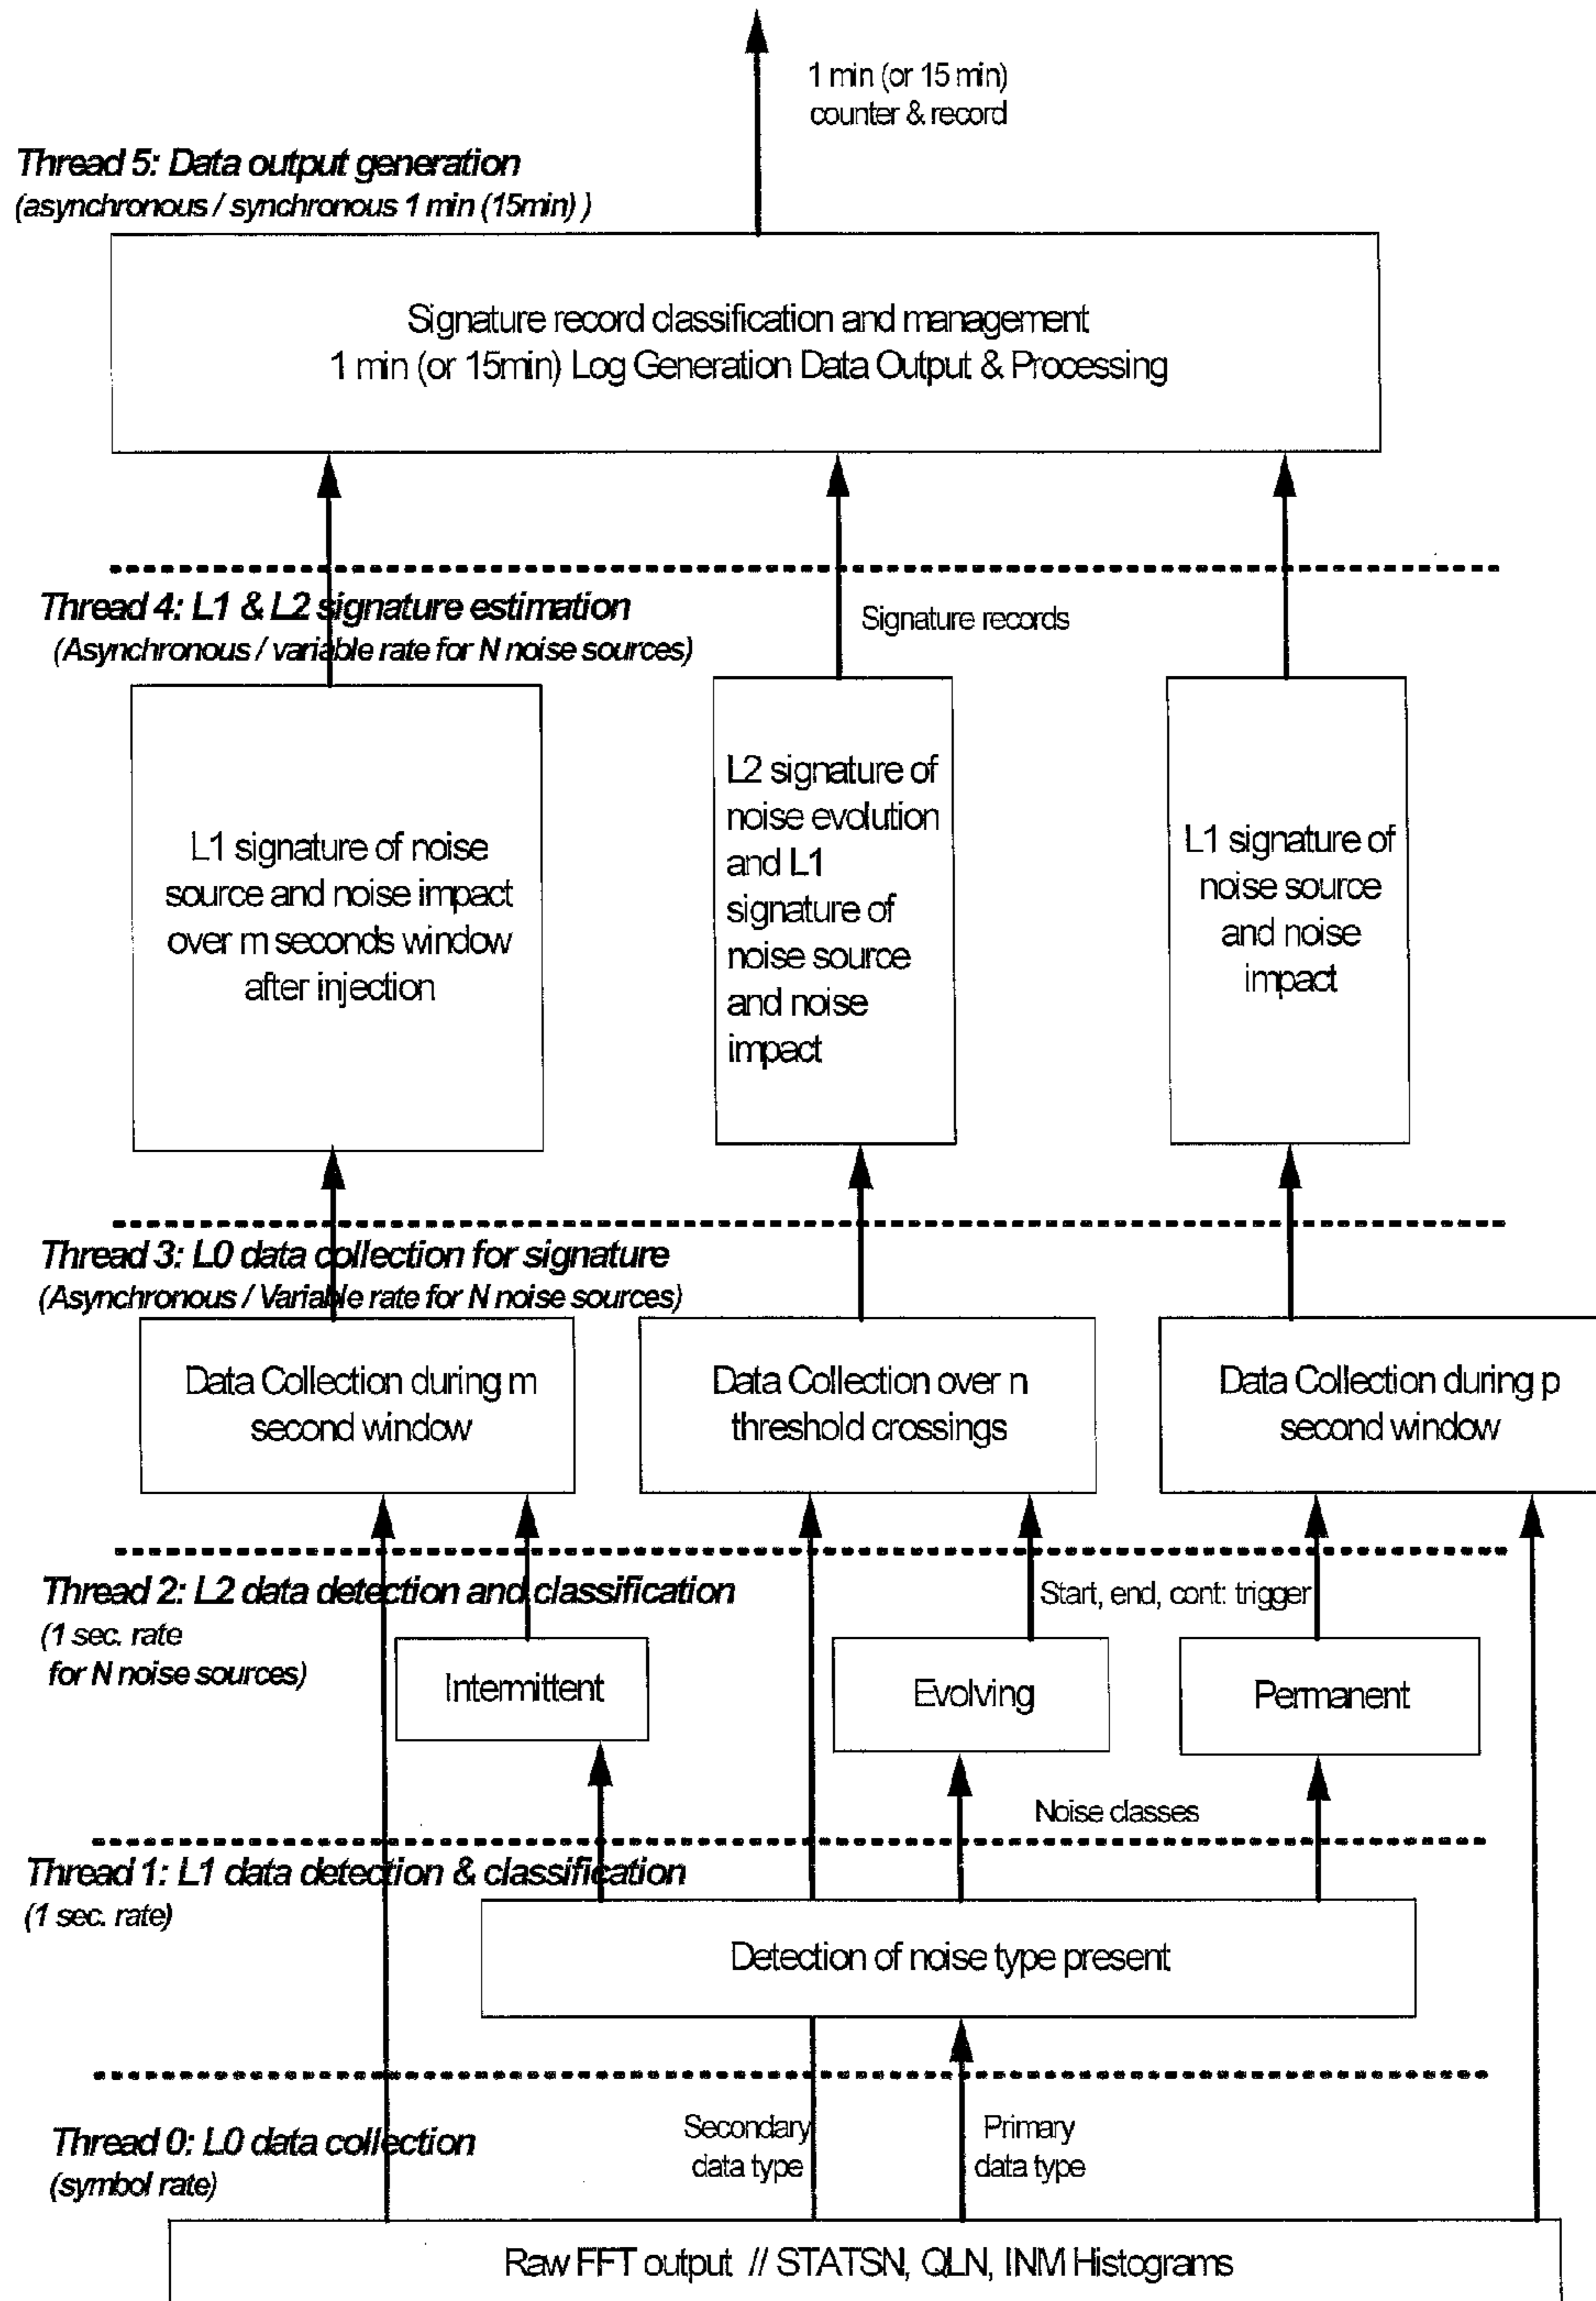 1 min (or 15 min)
counter & record
Thread 5: Data output generation
(asynchronous / synchronous 1 min (15min) )
Signature record classification and management
1 min (or 15min) Log Generation Data Output & Processing
Thread 4: L1 & L2 signature estimation
(Asynchronous / variable rate for N noise sources)
Signature records
L1 signature of noise
source and noise impact
over m seconds window
after injection
L2 signature of
noise evolution
and L1
signature of
noise source
and noise
impact
L1 signature of
noise source
and noise
impact
Thread 3: L0 data collection for signature
(Asynchronous / Variable rate for N noise sources)
Data Collection during m
second window
Data Collection over n
threshold crossings
Data Collection during p
second window
Thread 2: L2 data detection and classification
(1 sec. rate
for N noise sources)
Start, end, cont: trigger
Intermittent
Evolving
Permanent
Noise classes
Thread 1: L1 data detection & classification
(1 sec. rate)
Detection of noise type present
Thread 0: L0 data collection
(symbol rate)
Secondary
data type
Primary
data type
Raw FFT output // STATSN, QLN, INM Histograms